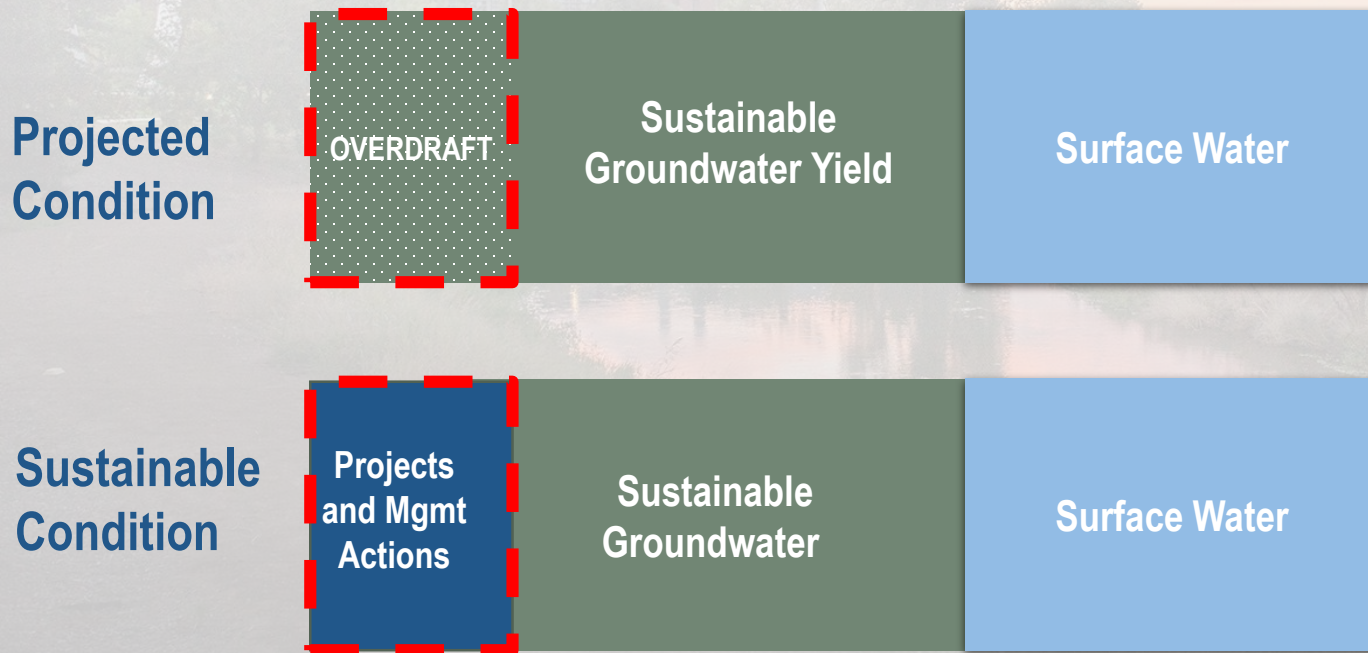 Projected
Condition
OVERDRAFT
Sustainable
Groundwater Yield
Surface Water
Sustainable
Condition
Projects
and Mgmt
Actions
Sustainable
Groundwater
Surface Water